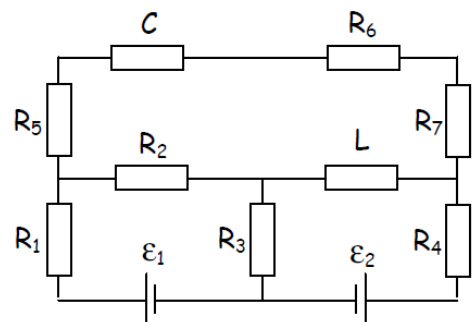 C
R₆
R₅
R₇
R₂
L
R₁
R₃
R₄
ε₁
ε₂